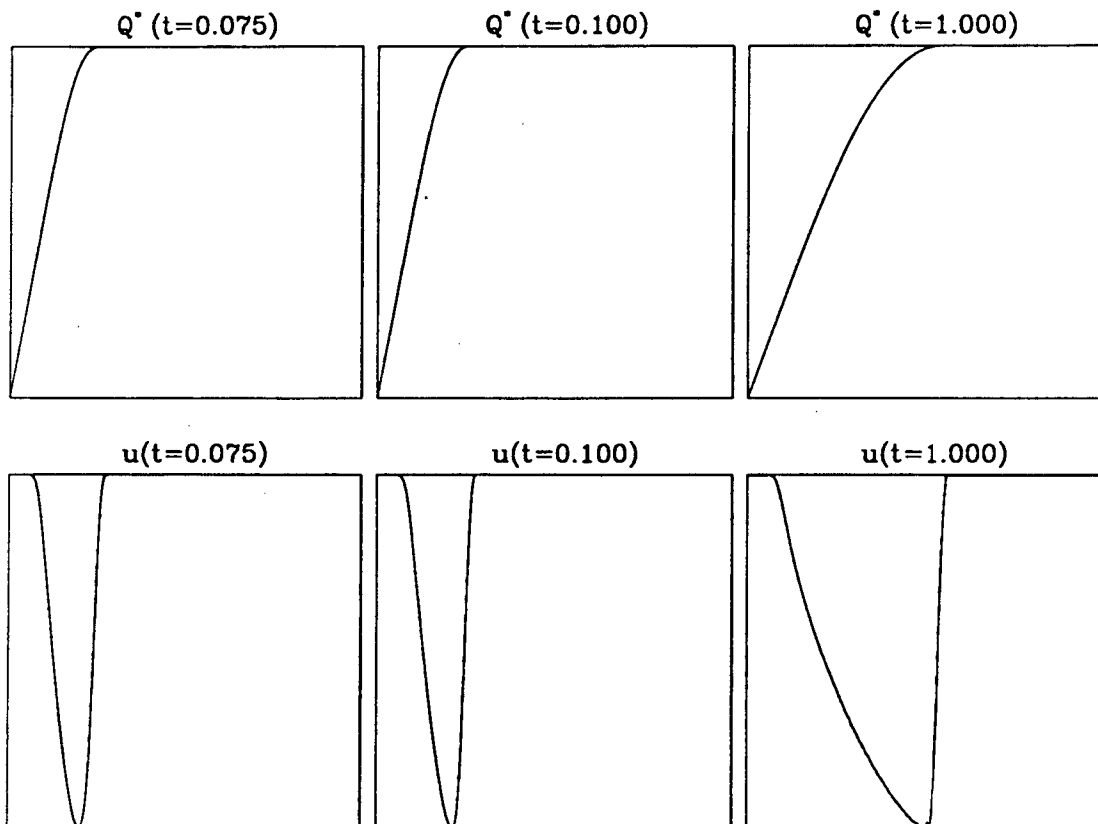 Q* (t=0.075)
Q* (t=0.100)
Q* (t=1.000)
u(t=0.075)
u(t=0.100)
u(t=1.000)